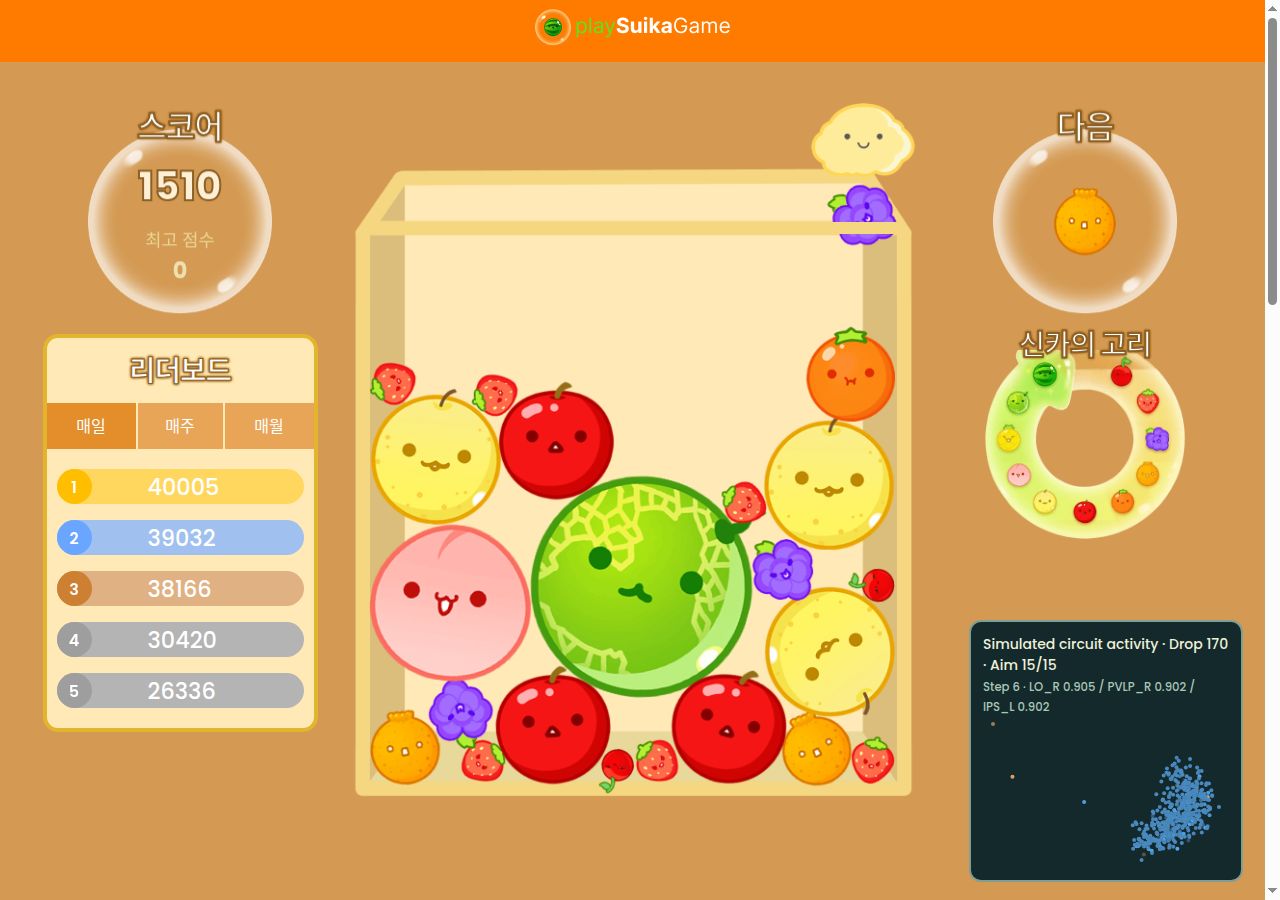 playSuikaGame
스코어
1510
최고 점수
0
리더보드
매일 매주 매월
1 40005
2 39032
3 38166
4 30420
5 26336
다음
신카의 고리
Simulated circuit activity · Drop 170
· Aim 15/15
Step 6 · LO_R 0.905 / PVLP_R 0.902 /
IPS_L 0.902